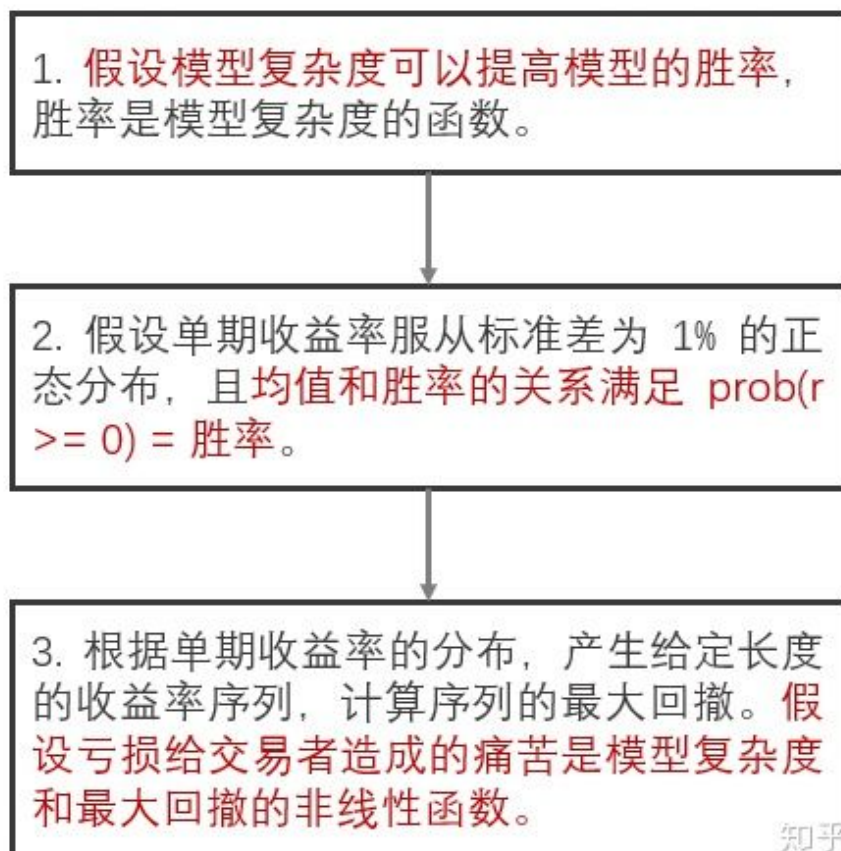 1. 假设模型复杂度可以提高模型的胜率,
胜率是模型复杂度的函数。
2. 假设单期收益率服从标准差为 1% 的正
态分布, 且均值和胜率的关系满足 prob(r
>= 0) = 胜率。
3. 根据单期收益率的分布, 产生给定长度
的收益率序列, 计算序列的最大回撤。假
设亏损给交易者造成的痛苦是模型复杂度
和最大回撤的非线性函数。
知乎